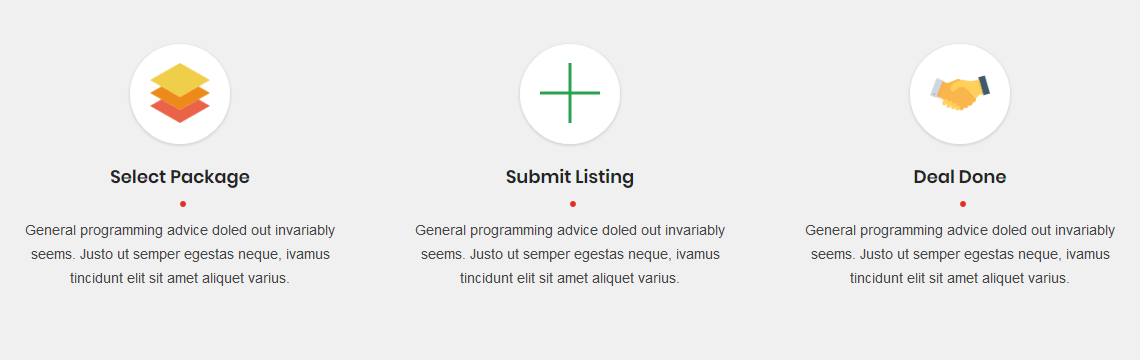 Select Package
General programming advice doled out invariably
seems. Justo ut semper egestas neque, ivamus
tincidunt elit sit amet aliquet varius.
Submit Listing
General programming advice doled out invariably
seems. Justo ut semper egestas neque, ivamus
tincidunt elit sit amet aliquet varius.
Deal Done
General programming advice doled out invariably
seems. Justo ut semper egestas neque, ivamus
tincidunt elit sit amet aliquet varius.